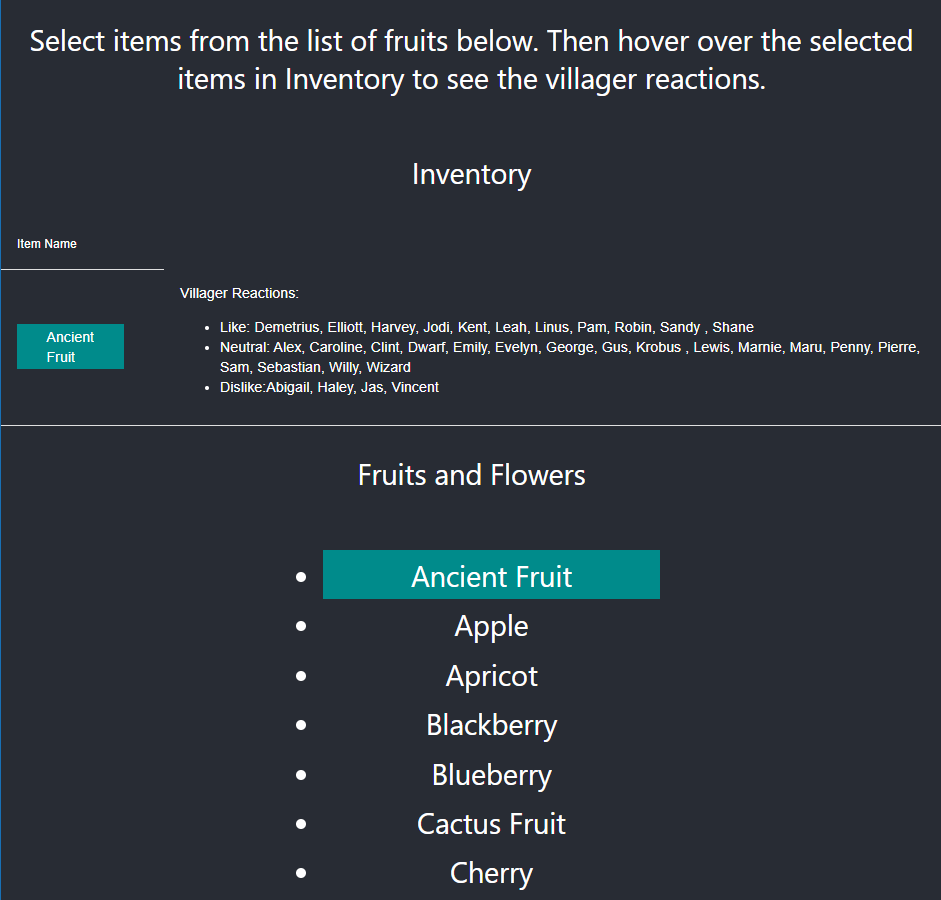 Select items from the list of fruits below. Then hover over the selected
items in Inventory to see the villager reactions.
Inventory
Item Name
Villager Reactions:
Ancient
Fruit
Like: Demetrius, Elliott, Harvey, Jodi, Kent, Leah, Linus, Pam, Robin, Sandy , Shane
Neutral: Alex, Caroline, Clint, Dwarf, Emily, Evelyn, George, Gus, Krobus , Lewis, Marnie, Maru, Penny, Pierre,
Sam, Sebastian, Willy, Wizard
Dislike:Abigail, Haley, Jas, Vincent
Fruits and Flowers
Ancient Fruit
Apple
Apricot
Blackberry
Blueberry
Cactus Fruit
Cherry